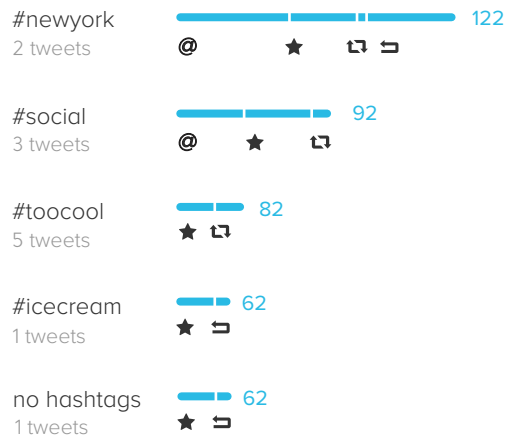 #newyork 122
2 tweets @
#social 92
3 tweets @
#toocool 82
5 tweets
#icecream 62
1 tweets
no hashtags 62
1 tweets